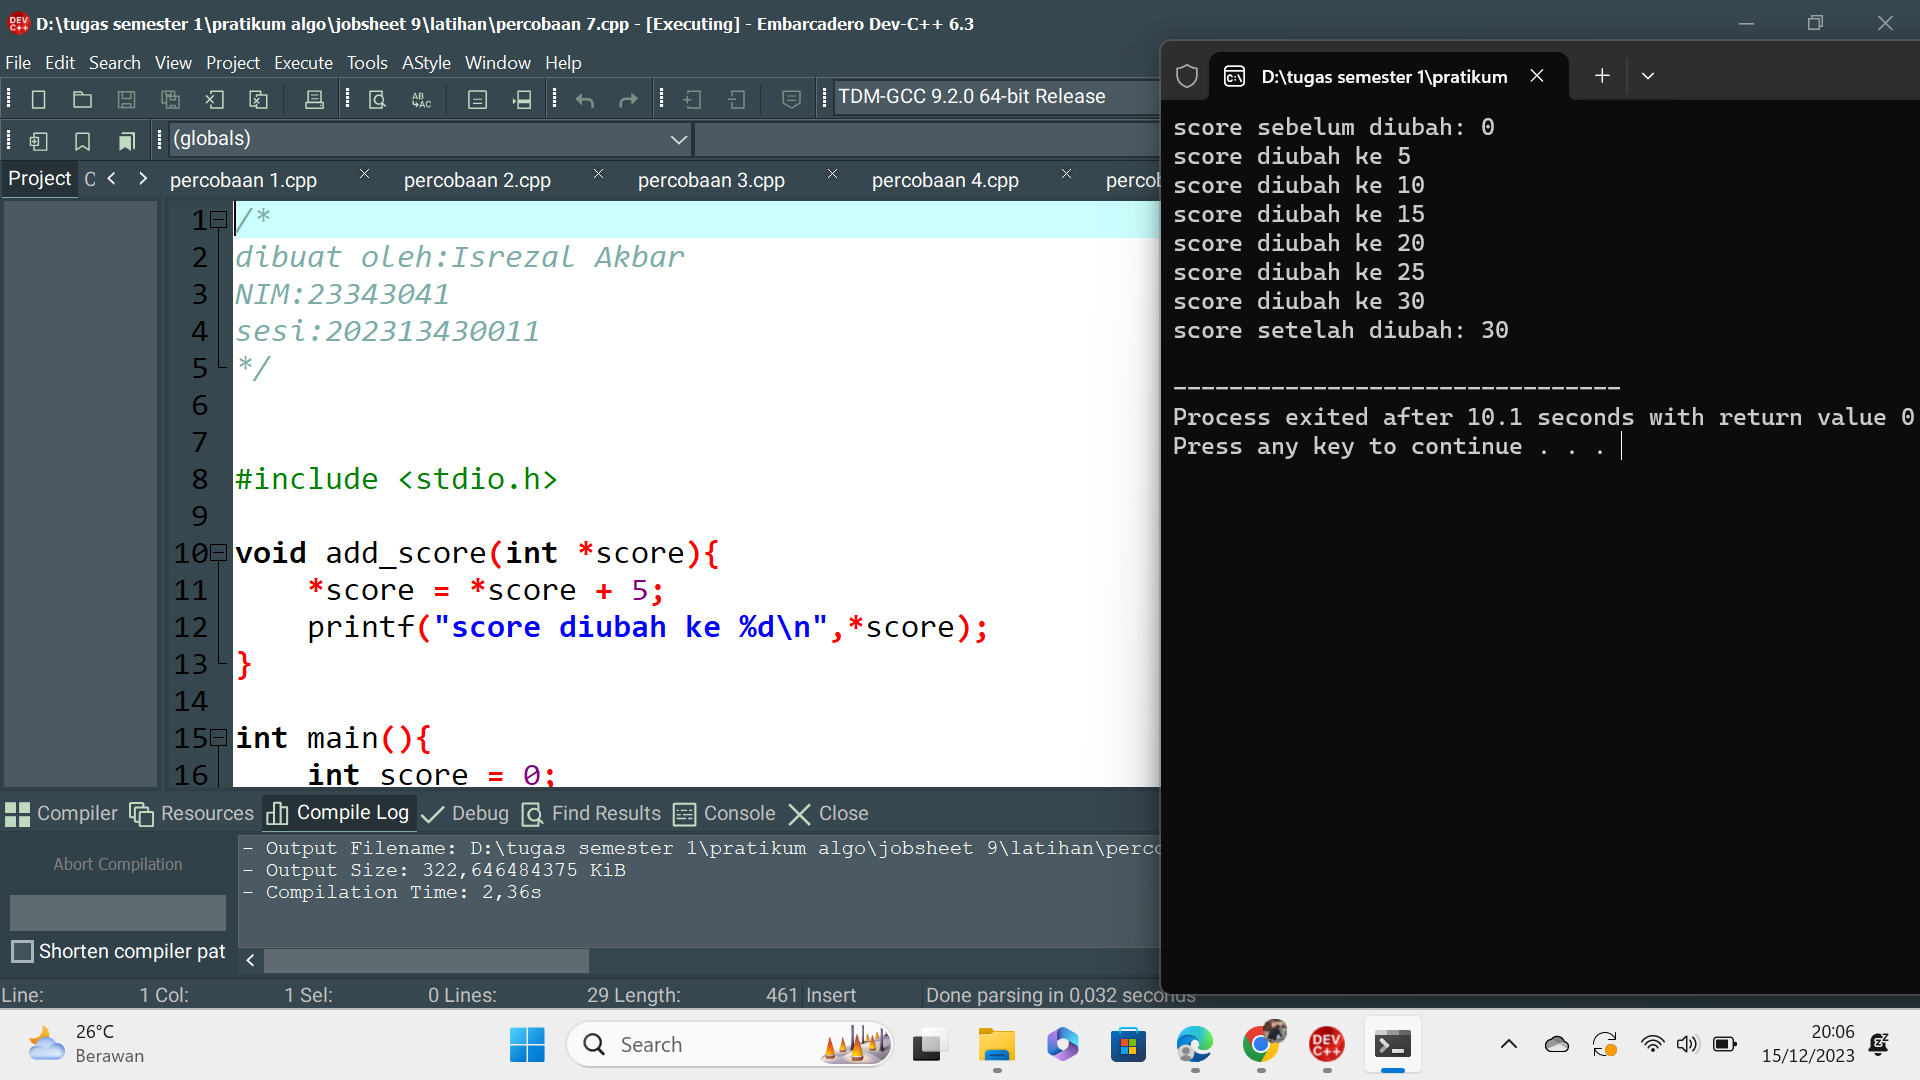 D:\tugas semester 1\pratikum algo\jobsheet 9\latihan\percobaan 7.cpp - [Executing] - Embarcadero Dev-C++ 6.3
File Edit Search View Project Execute Tools AStyle Window Help
TDM-GCC 9.2.0 64-bit Release
(globals)
Project
percobaan 1.cpp
percobaan 2.cpp
percobaan 3.cpp
percobaan 4.cpp
1 /*
2 dibuat oleh:Isrezal Akbar
3 NIM:23343041
4 sesi:202313430011
5 */
6
7
8 #include <stdio.h>
9
10 void add_score(int *score){
11 *score = *score + 5;
12 printf("score diubah ke %d\n",*score);
13 }
14
15 int main(){
16 int score = 0;
Compiler Resources Compile Log Debug Find Results Console Close
Abort Compilation
Shorten compiler pat
- Output Filename: D:\tugas semester 1\pratikum algo\jobsheet 9\latihan\perco
- Output Size: 322,646484375 KiB
- Compilation Time: 2,36s
Line: 1 Col: 1 Sel: 0 Lines: 29 Length: 461 Insert Done parsing in 0,032 seconds
D:\tugas semester 1\pratikum
score sebelum diubah: 0
score diubah ke 5
score diubah ke 10
score diubah ke 15
score diubah ke 20
score diubah ke 25
score diubah ke 30
score setelah diubah: 30
--------------------------------
Process exited after 10.1 seconds with return value 0
Press any key to continue . . .
26°C
Berawan
Search
DEV
C++
20:06
15/12/2023